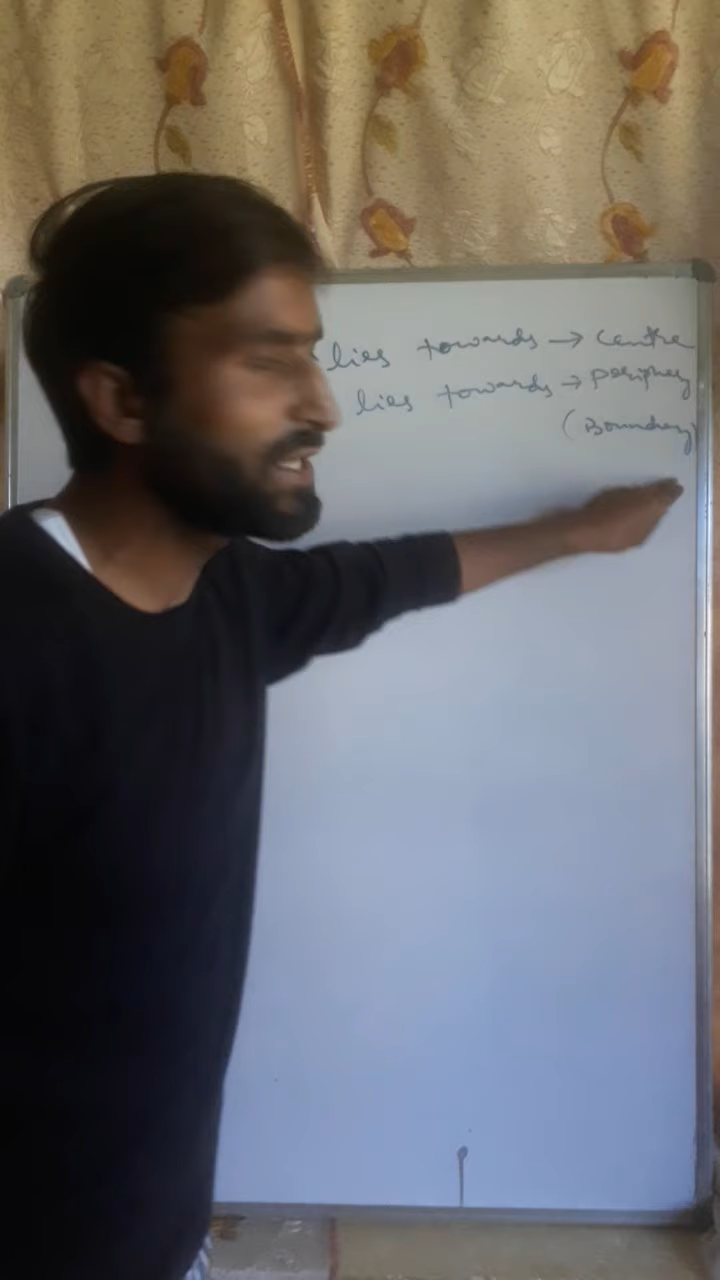 lies towards → centre
lies towards → periphery
(Boundary